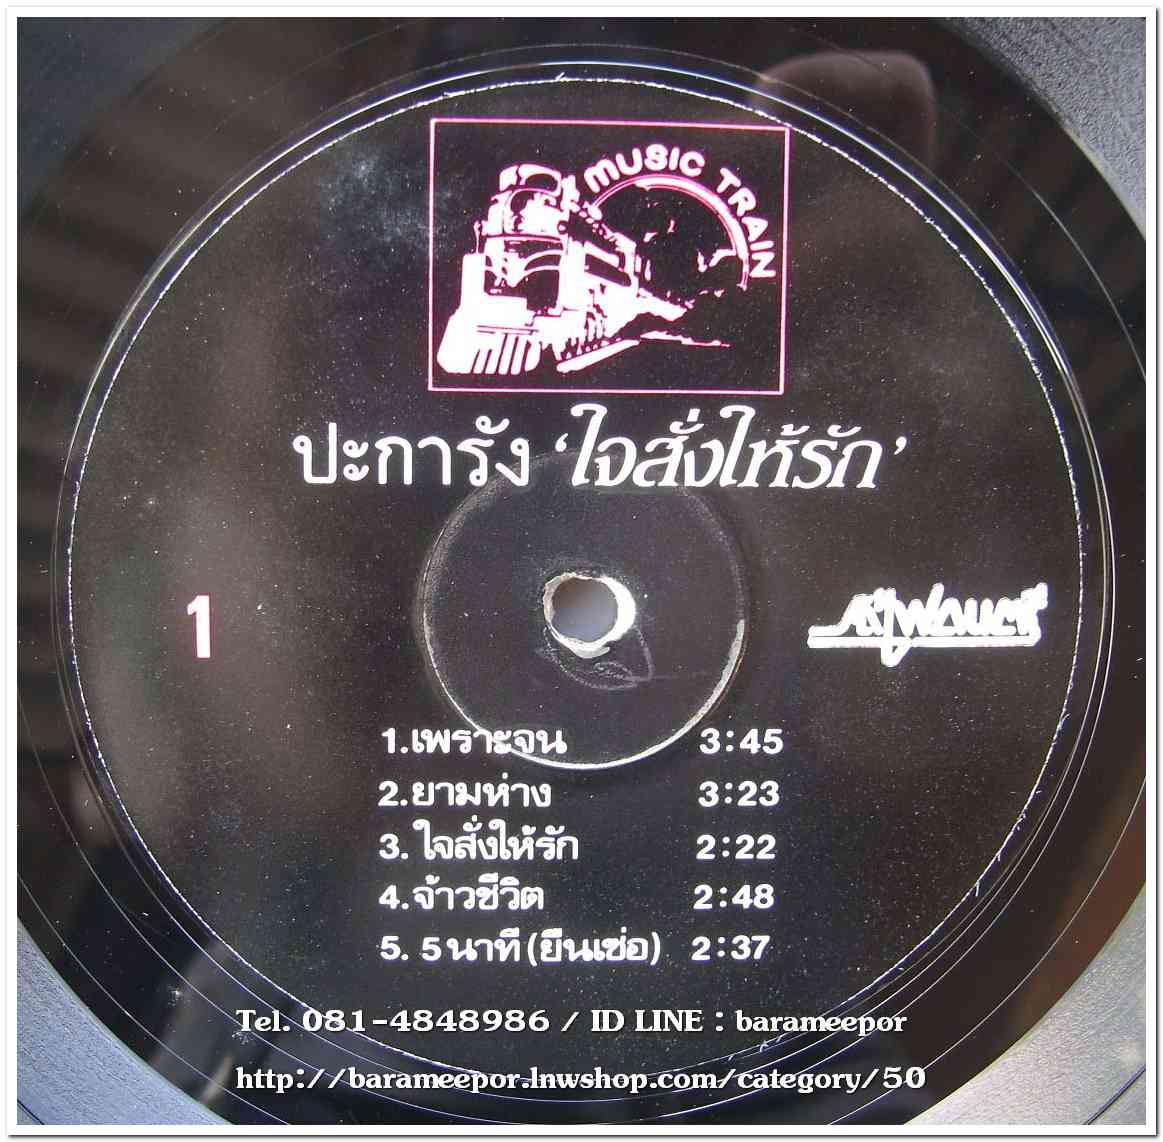 MUSIC TRAIN
ปะการัง ‘ใจสั่งให้รัก’
1
1.เพราะจน 3:45
2.ยามห่าง 3:23
3. ใจสั่งให้รัก 2:22
4.จ้าวชีวิต 2:48
5. 5 นาที (ยืนเซ่อ) 2:37
Tel. 081-4848986 / ID LINE : barameepor
http://barameepor.lnwshop.com/category/50